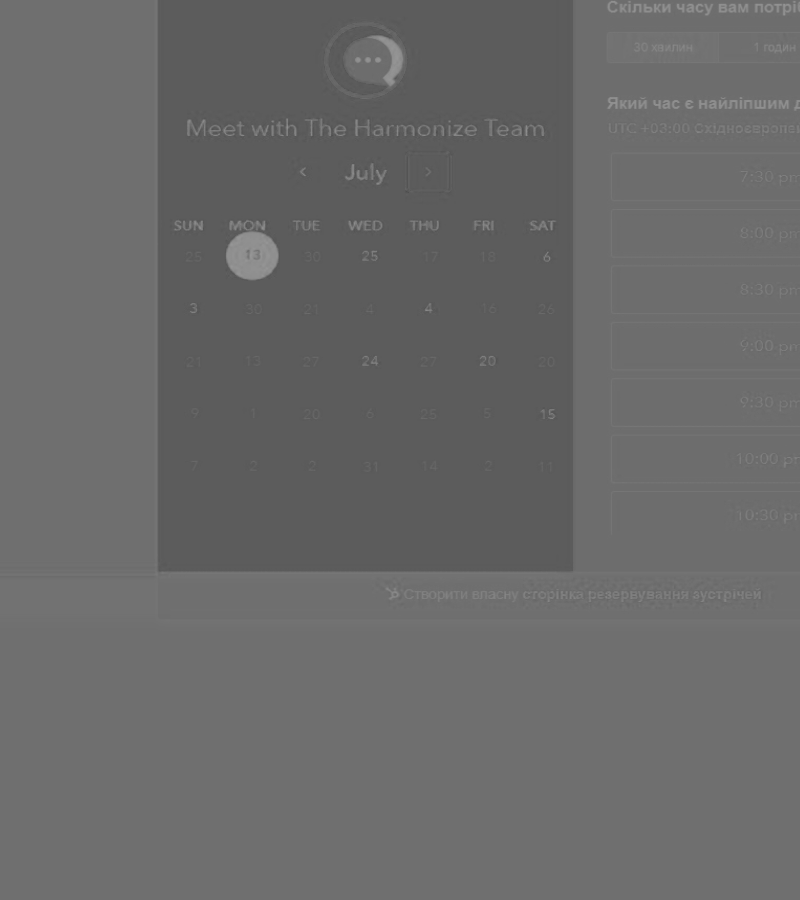 Meet with The Harmonize Team
July
SUN MON TUE WED THU FRI SAT
25 13 30 25 17 18 6
3 30 21 4 4 16 26
21 13 27 24 27 20 20
9 1 20 6 25 5 15
7 2 2 31 14 2 11
Скільки часу вам потрі
30 хвилин 1 годин
Який час є найліпшим д
UTC +03:00 Східноєвропе
7:30 pm
8:00 pm
8:30 pm
9:00 pm
9:30 pm
10:00 pm
10:30 pm
Створити власну сторінка резервування зустрічей